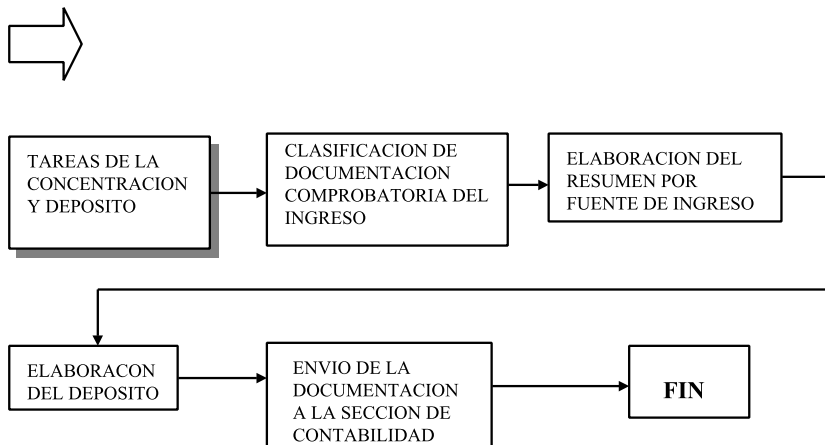 TAREAS DE LA
CONCENTRACION
Y DEPOSITO
CLASIFICACION DE
DOCUMENTACION
COMPROBATORIA DEL
INGRESO
ELABORACION DEL
RESUMEN POR
FUENTE DE INGRESO
ELABORACON
DEL DEPOSITO
ENVIO DE LA
DOCUMENTACION
A LA SECCION DE
CONTABILIDAD
FIN